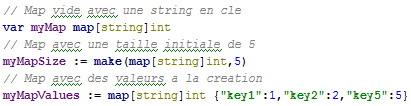 // Map vide avec une string en cle
var myMap map[string]int
// Map avec une taille initiale de 5
myMapSize := make(map[string]int,5)
// Map avec des valeurs a la creation
myMapValues := map[string]int {"key1":1,"key2":2,"key5":5}